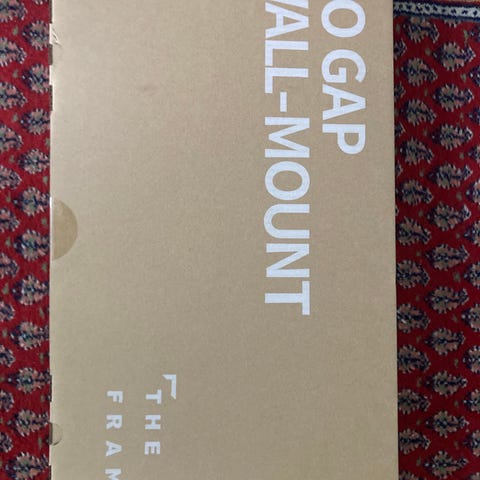 O GAP
WALL-MOUNT
THE
FRAM